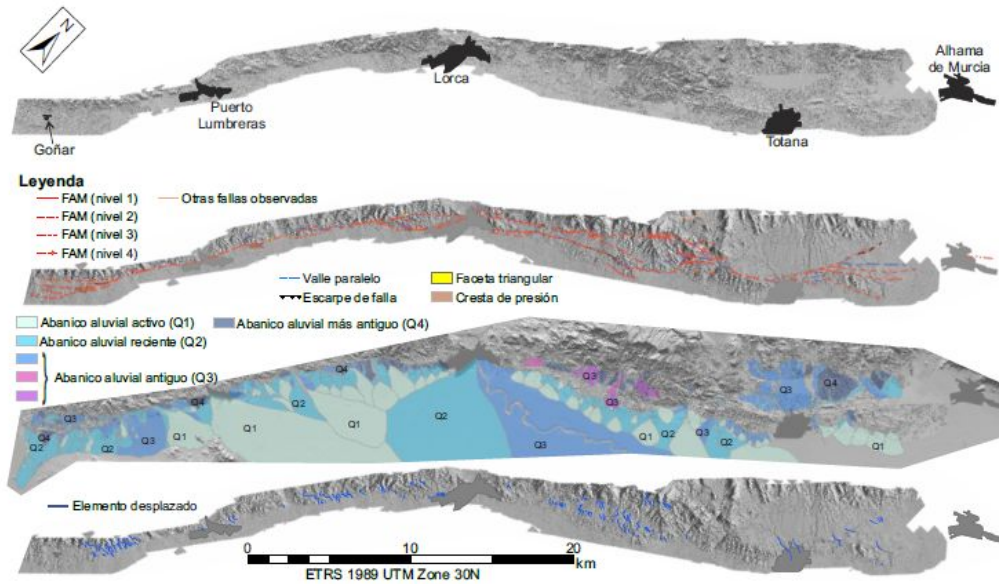 N
Alhama
de Murcia
Lorca
Puerto
Lumbreras
Goñar
Totana
Leyenda
FAM (nivel 1)
Otras fallas observadas
FAM (nivel 2)
FAM (nivel 3)
FAM (nivel 4)
Valle paralelo
Faceta triangular
Escarpe de falla
Cresta de presión
Abanico aluvial activo (Q1)
Abanico aluvial más antiguo (Q4)
Abanico aluvial reciente (Q2)
Abanico aluvial antiguo (Q3)
Q4
Q3
Q3
Q4
Q3
Q4
Q2
Q3
Q3
Q4
Q2
Q1
Q2
Q1
Q2
Q3
Q1
Q1
Q2
Q3
Q2
Q3
Q1
Elemento desplazado
0
10
20
km
ETRS 1989 UTM Zone 30N